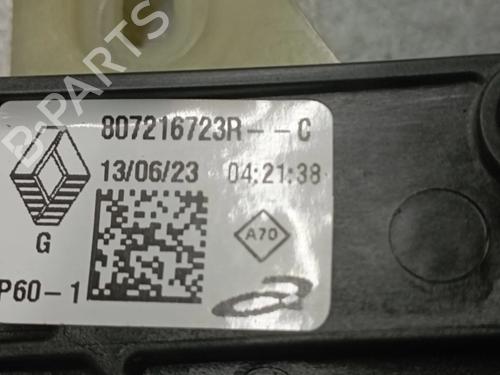 B-PARTS
807216723R--C
13/06/23 04:21:38
G
A70
P60-1